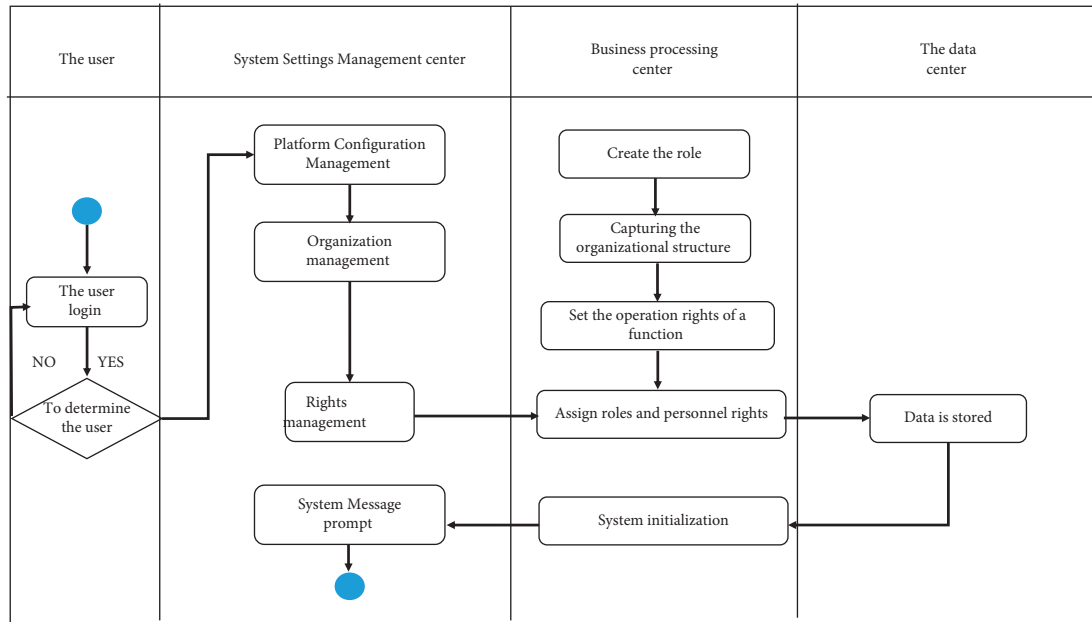 The user
System Settings Management center
Business processing
center
The data
center
The user
login
NO
YES
To determine
the user
Platform Configuration
Management
Organization
management
Rights
management
System Message
prompt
Create the role
Capturing the
organizational structure
Set the operation rights of a
function
Assign roles and personnel rights
System initialization
Data is stored